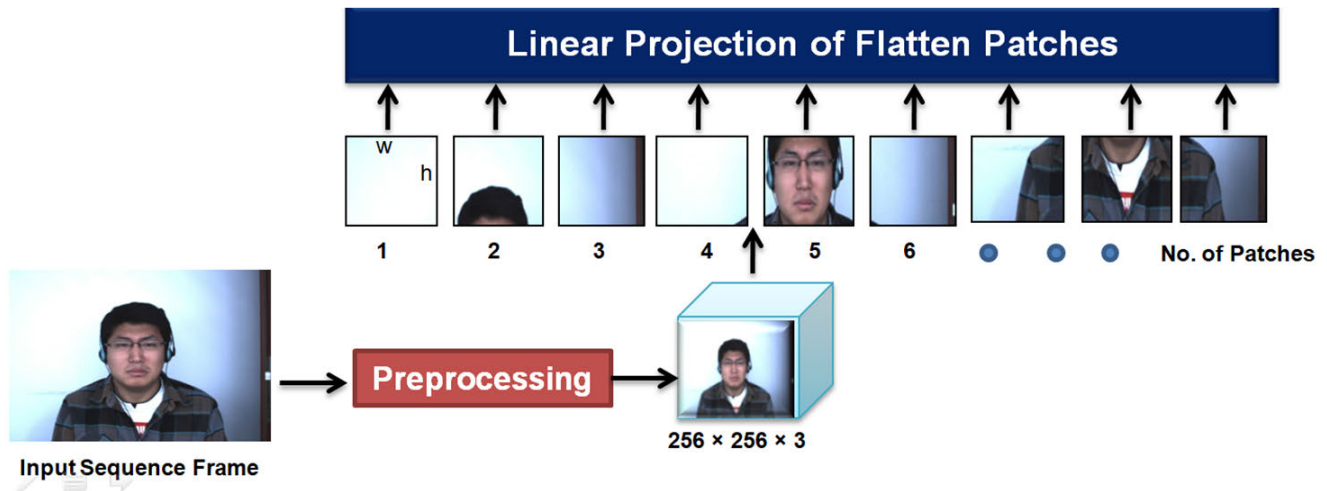 Linear Projection of Flatten Patches
w
h
1 2 3 4 5 6 No. of Patches
Preprocessing
256 × 256 × 3
Input Sequence Frame